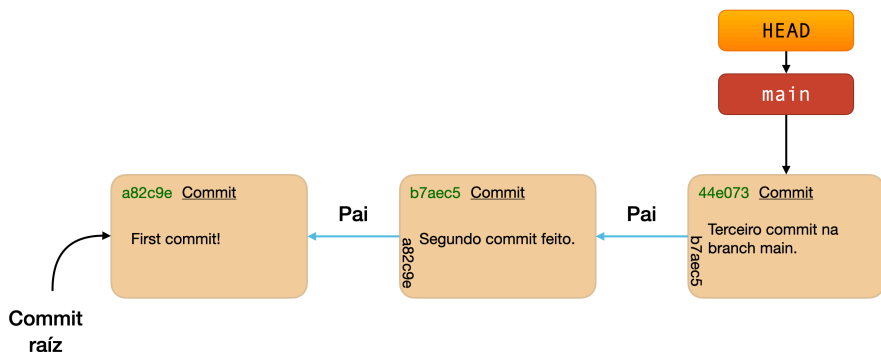 HEAD
main
a82c9e Commit
First commit!
Pai
b7aec5 Commit
Segundo commit feito.
a82c9e
Pai
44e073 Commit
Terceiro commit na
branch main.
b7aec5
Commit
raíz